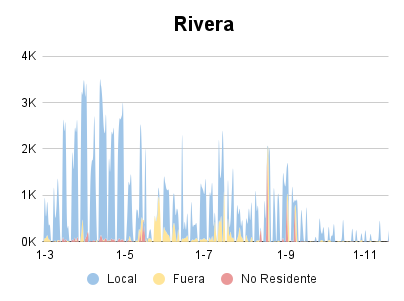 Rivera
4K
3K
2K
1K
0K
1-3 1-5 1-7 1-9 1-11
Local Fuera No Residente